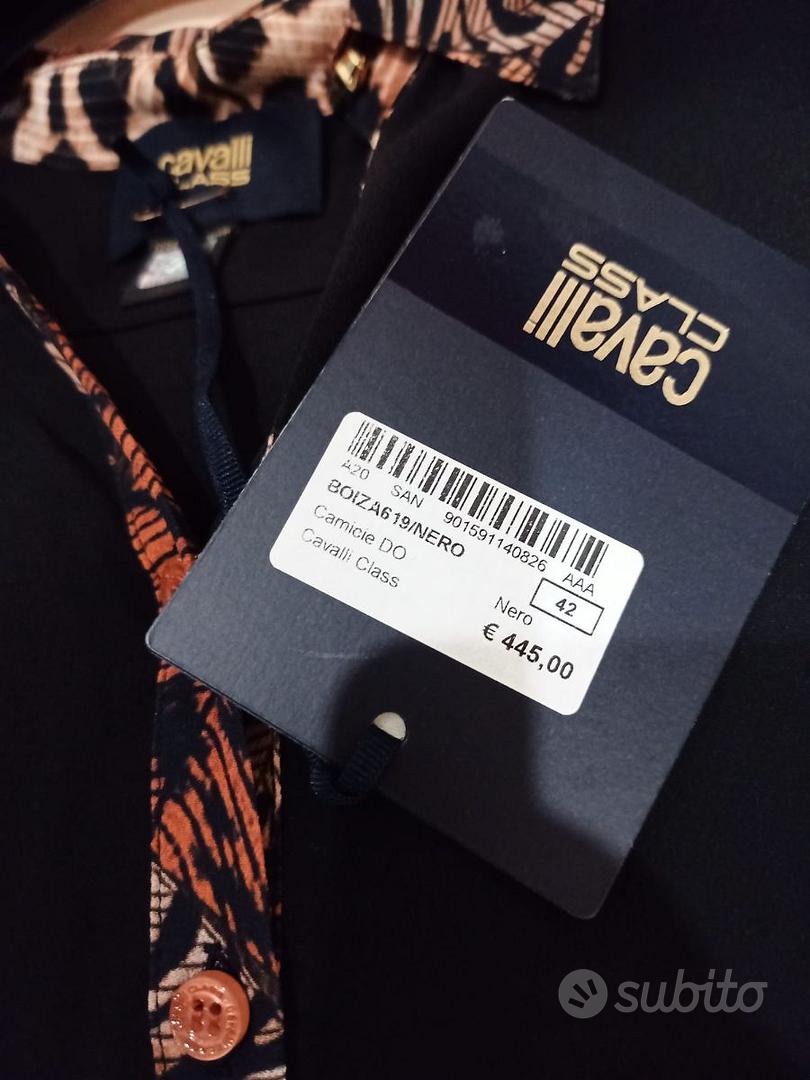 cavalli
CLASS
cavalli
CLASS
A20 SAN 901591140826 AAA
BOIZA619/NERO
Camicie DO
Cavalli Class
Nero 42
€ 445,00
subito